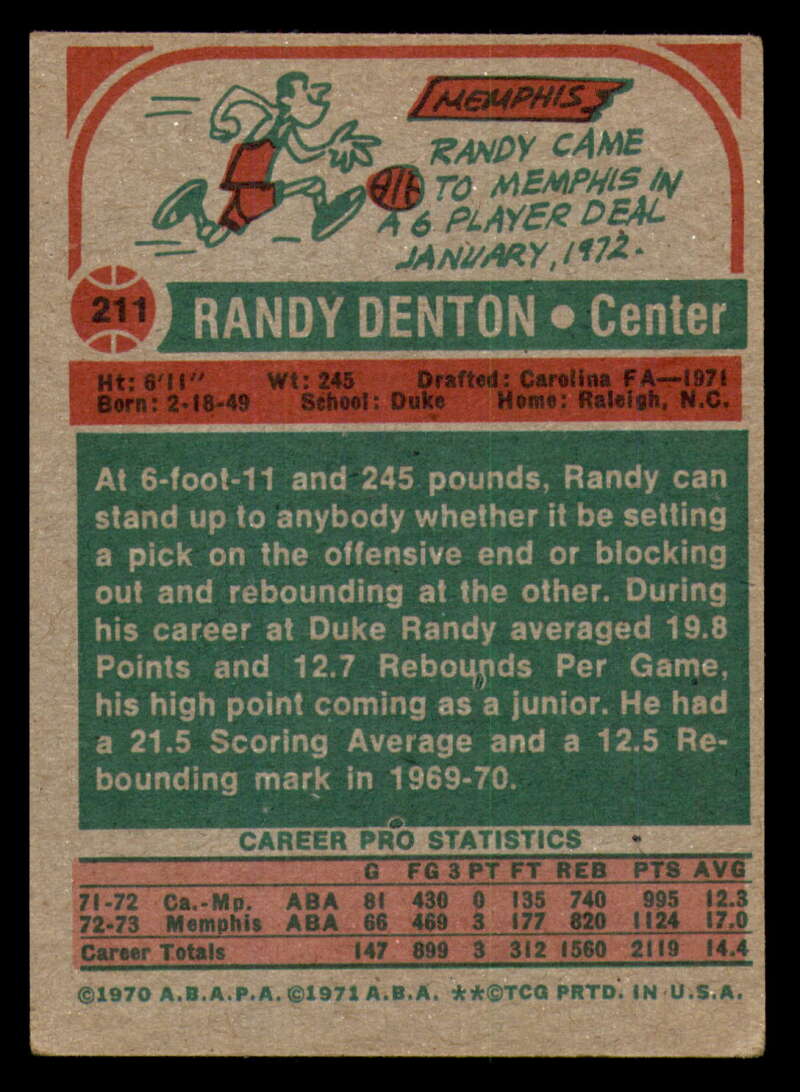 MEMPHIS
RANDY CAME
TO MEMPHIS IN
A 6 PLAYER DEAL
JANUARY, 1972.
211 RANDY DENTON • Center
Ht: 6'11" Wt: 245 Drafted: Carolina FA—1971
Born: 2-18-49 School: Duke Home: Raleigh, N.C.
At 6-foot-11 and 245 pounds, Randy can
stand up to anybody whether it be setting
a pick on the offensive end or blocking
out and rebounding at the other. During
his career at Duke Randy averaged 19.8
Points and 12.7 Rebounds Per Game,
his high point coming as a junior. He had
a 21.5 Scoring Average and a 12.5 Re-
bounding mark in 1969-70.
CAREER PRO STATISTICS
G FG 3 PT FT REB PTS AVG
71-72 Ca.-Mp. ABA 81 430 0 135 740 995 12.3
72-73 Memphis ABA 66 469 3 177 820 1124 17.0
Career Totals 147 899 3 312 1560 2119 14.4
©1970 A.B.A.P.A. ©1971 A.B.A. **©TCG PRTD. IN U.S.A.